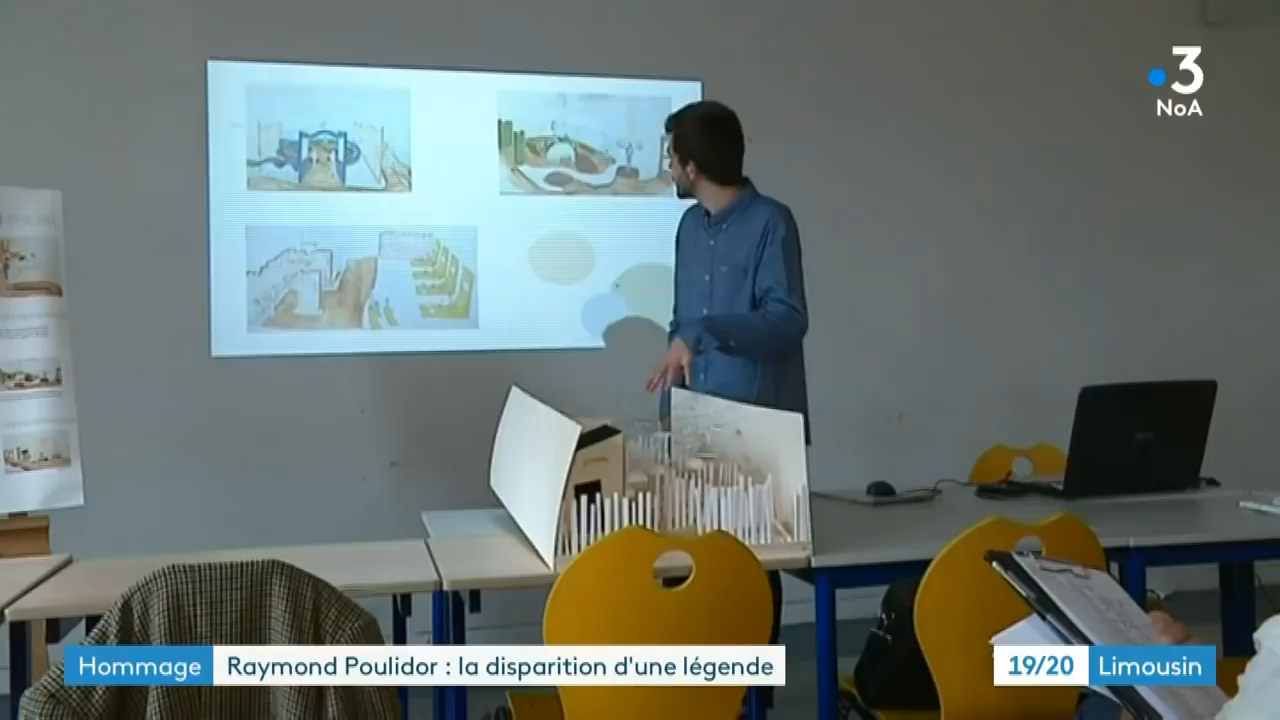 3
NoA
Hommage Raymond Poulidor : la disparition d'une légende
19/20 Limousin